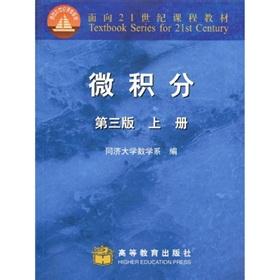 面向21世纪课程教材
Textbook Series for 21st Century
微积分
第三版 上册
同济大学数学系 编
高等教育出版社
HIGHER EDUCATION PRESS